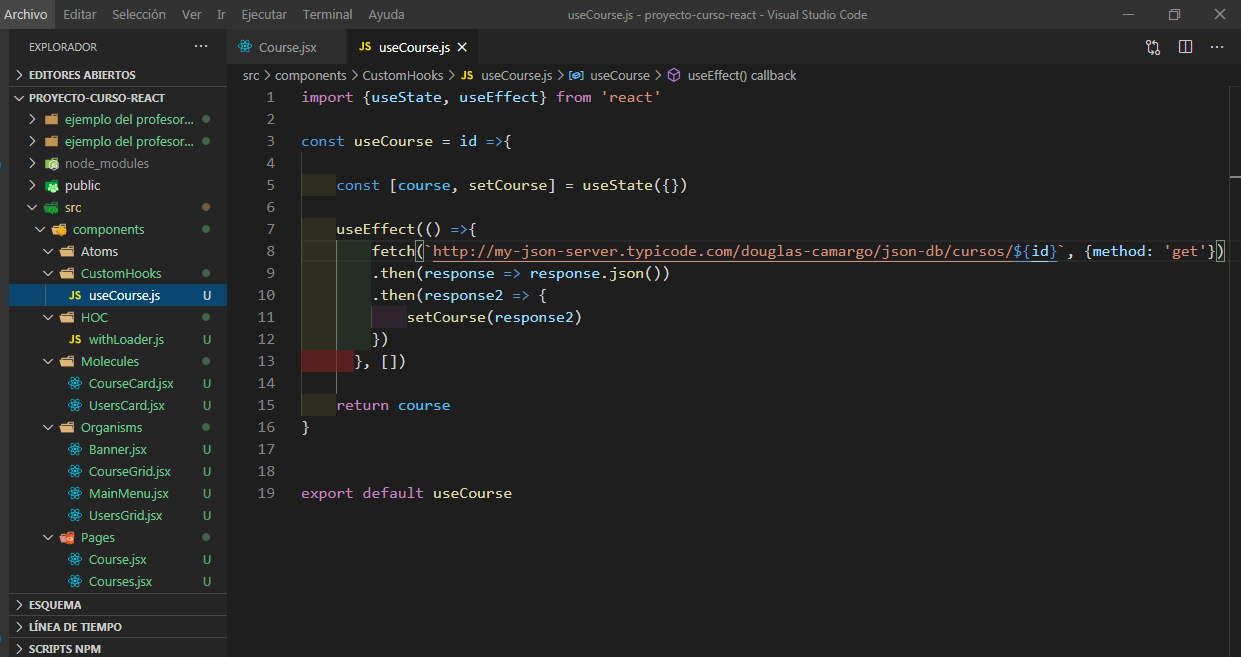 Archivo Editar Selección Ver Ir Ejecutar Terminal Ayuda useCourse.js - proyecto-curso-react - Visual Studio Code
EXPLORADOR ...
EDITORES ABIERTOS
PROYECTO-CURSO-REACT
ejemplo del profesor...
ejemplo del profesor...
node_modules
public
src
components
Atoms
CustomHooks
JS useCourse.js U
HOC
JS withLoader.js U
Molecules
CourseCard.jsx U
UsersCard.jsx U
Organisms
Banner.jsx U
CourseGrid.jsx U
MainMenu.jsx U
UsersGrid.jsx U
Pages
Course.jsx U
Courses.jsx U
ESQUEMA
LÍNEA DE TIEMPO
SCRIPTS NPM
Course.jsx JS useCourse.js
src > components > CustomHooks > JS useCourse.js > useCourse > useEffect() callback
1 import {useState, useEffect} from 'react'
2
3 const useCourse = id =>{
4
5 const [course, setCourse] = useState({})
6
7 useEffect(() =>{
8 fetch(`http://my-json-server.typicode.com/douglas-camargo/json-db/cursos/${id}`, {method: 'get'})
9 .then(response => response.json())
10 .then(response2 => {
11 setCourse(response2)
12 })
13 }, [])
14
15 return course
16 }
17
18
19 export default useCourse